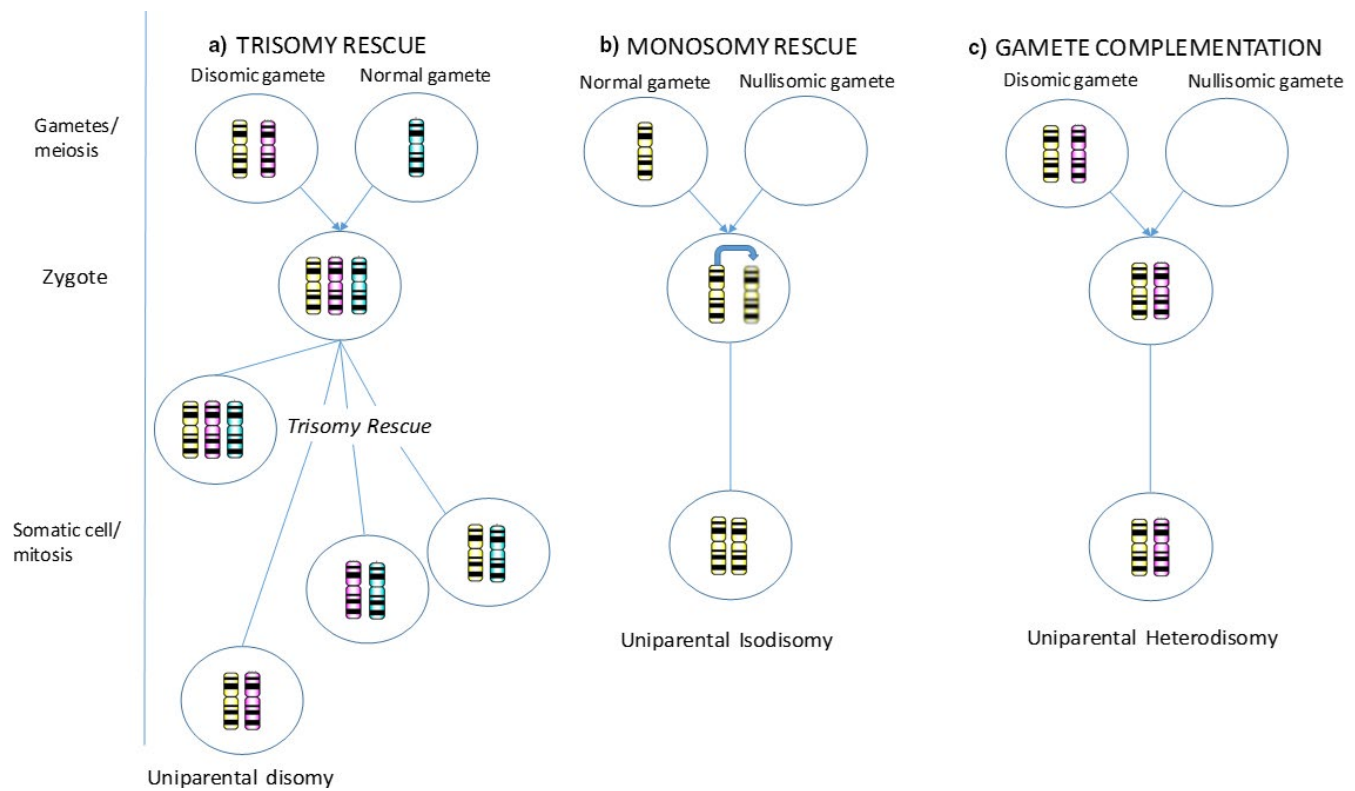 a) TRISOMY RESCUE
b) MONOSOMY RESCUE
c) GAMETE COMPLEMENTATION
Disomic gamete
Normal gamete
Normal gamete
Nullisomic gamete
Disomic gamete
Nullisomic gamete
Gametes/
meiosis
Zygote
Trisomy Rescue
Somatic cell/
mitosis
Uniparental Isodisomy
Uniparental Heterodisomy
Uniparental disomy